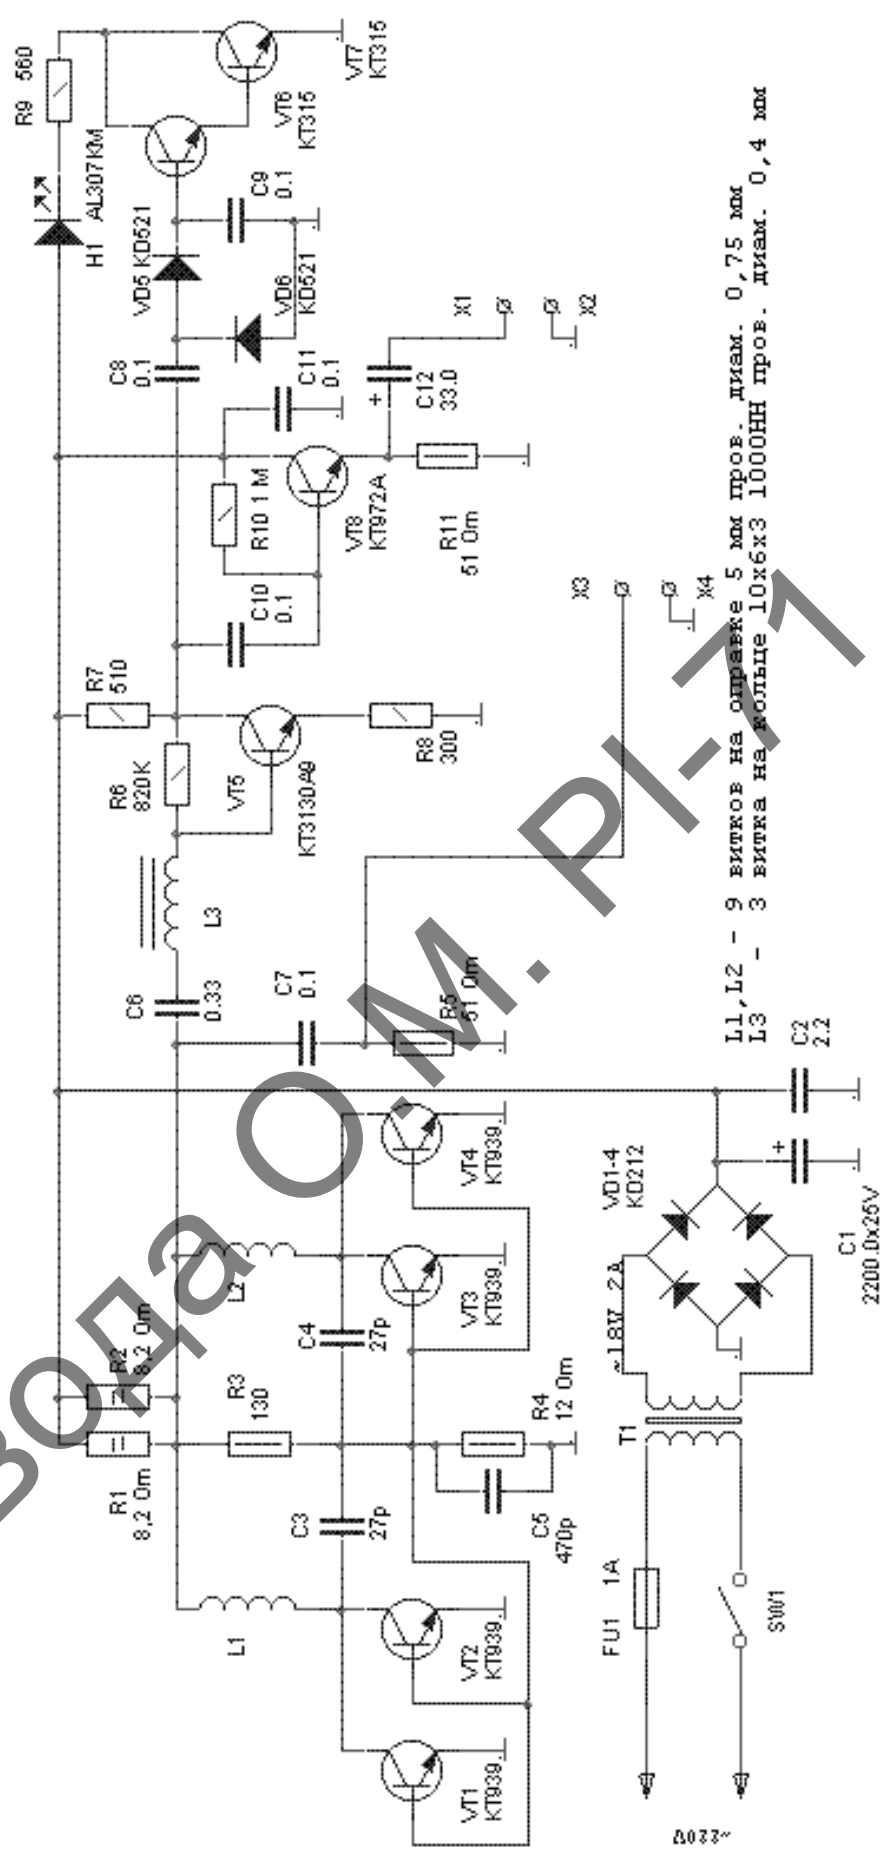 R9 560
H1 AL307KM
VT7
KT315
VT6
KT315
C9
0.1
VD5 KD521
VD6
KD521
C8
0.1
C11
0.1
R10 1 M
VT8
KT972A
C12
33.0
+
X1
X2
R11
51 Om
C10
0.1
X3
X4
R7
510
R6
820K
VT5
KT3130A9
R8
300
L3
C6
0.33
C7
0.1
R5
51 Om
VT4
KT939.
VT3
KT939.
L2
C4
27p
R2
8,2 Om
R1
8,2 Om
R3
130
R4
12 Om
C3
27p
C5
470p
L1
VT2
KT939.
VT1
KT939.
L1,L2 - 9 витков на оправке 5 мм пров. диам. 0,75 мм
L3 - 3 витка на кольце 10х6х3 1000НН пров. диам. 0,4 мм
C2
2.2
+
C1
2200.0x25V
VD1-4
KD212
~18V 2A
T1
FU1 1A
SW1
~220V
вода О.М. PI-71